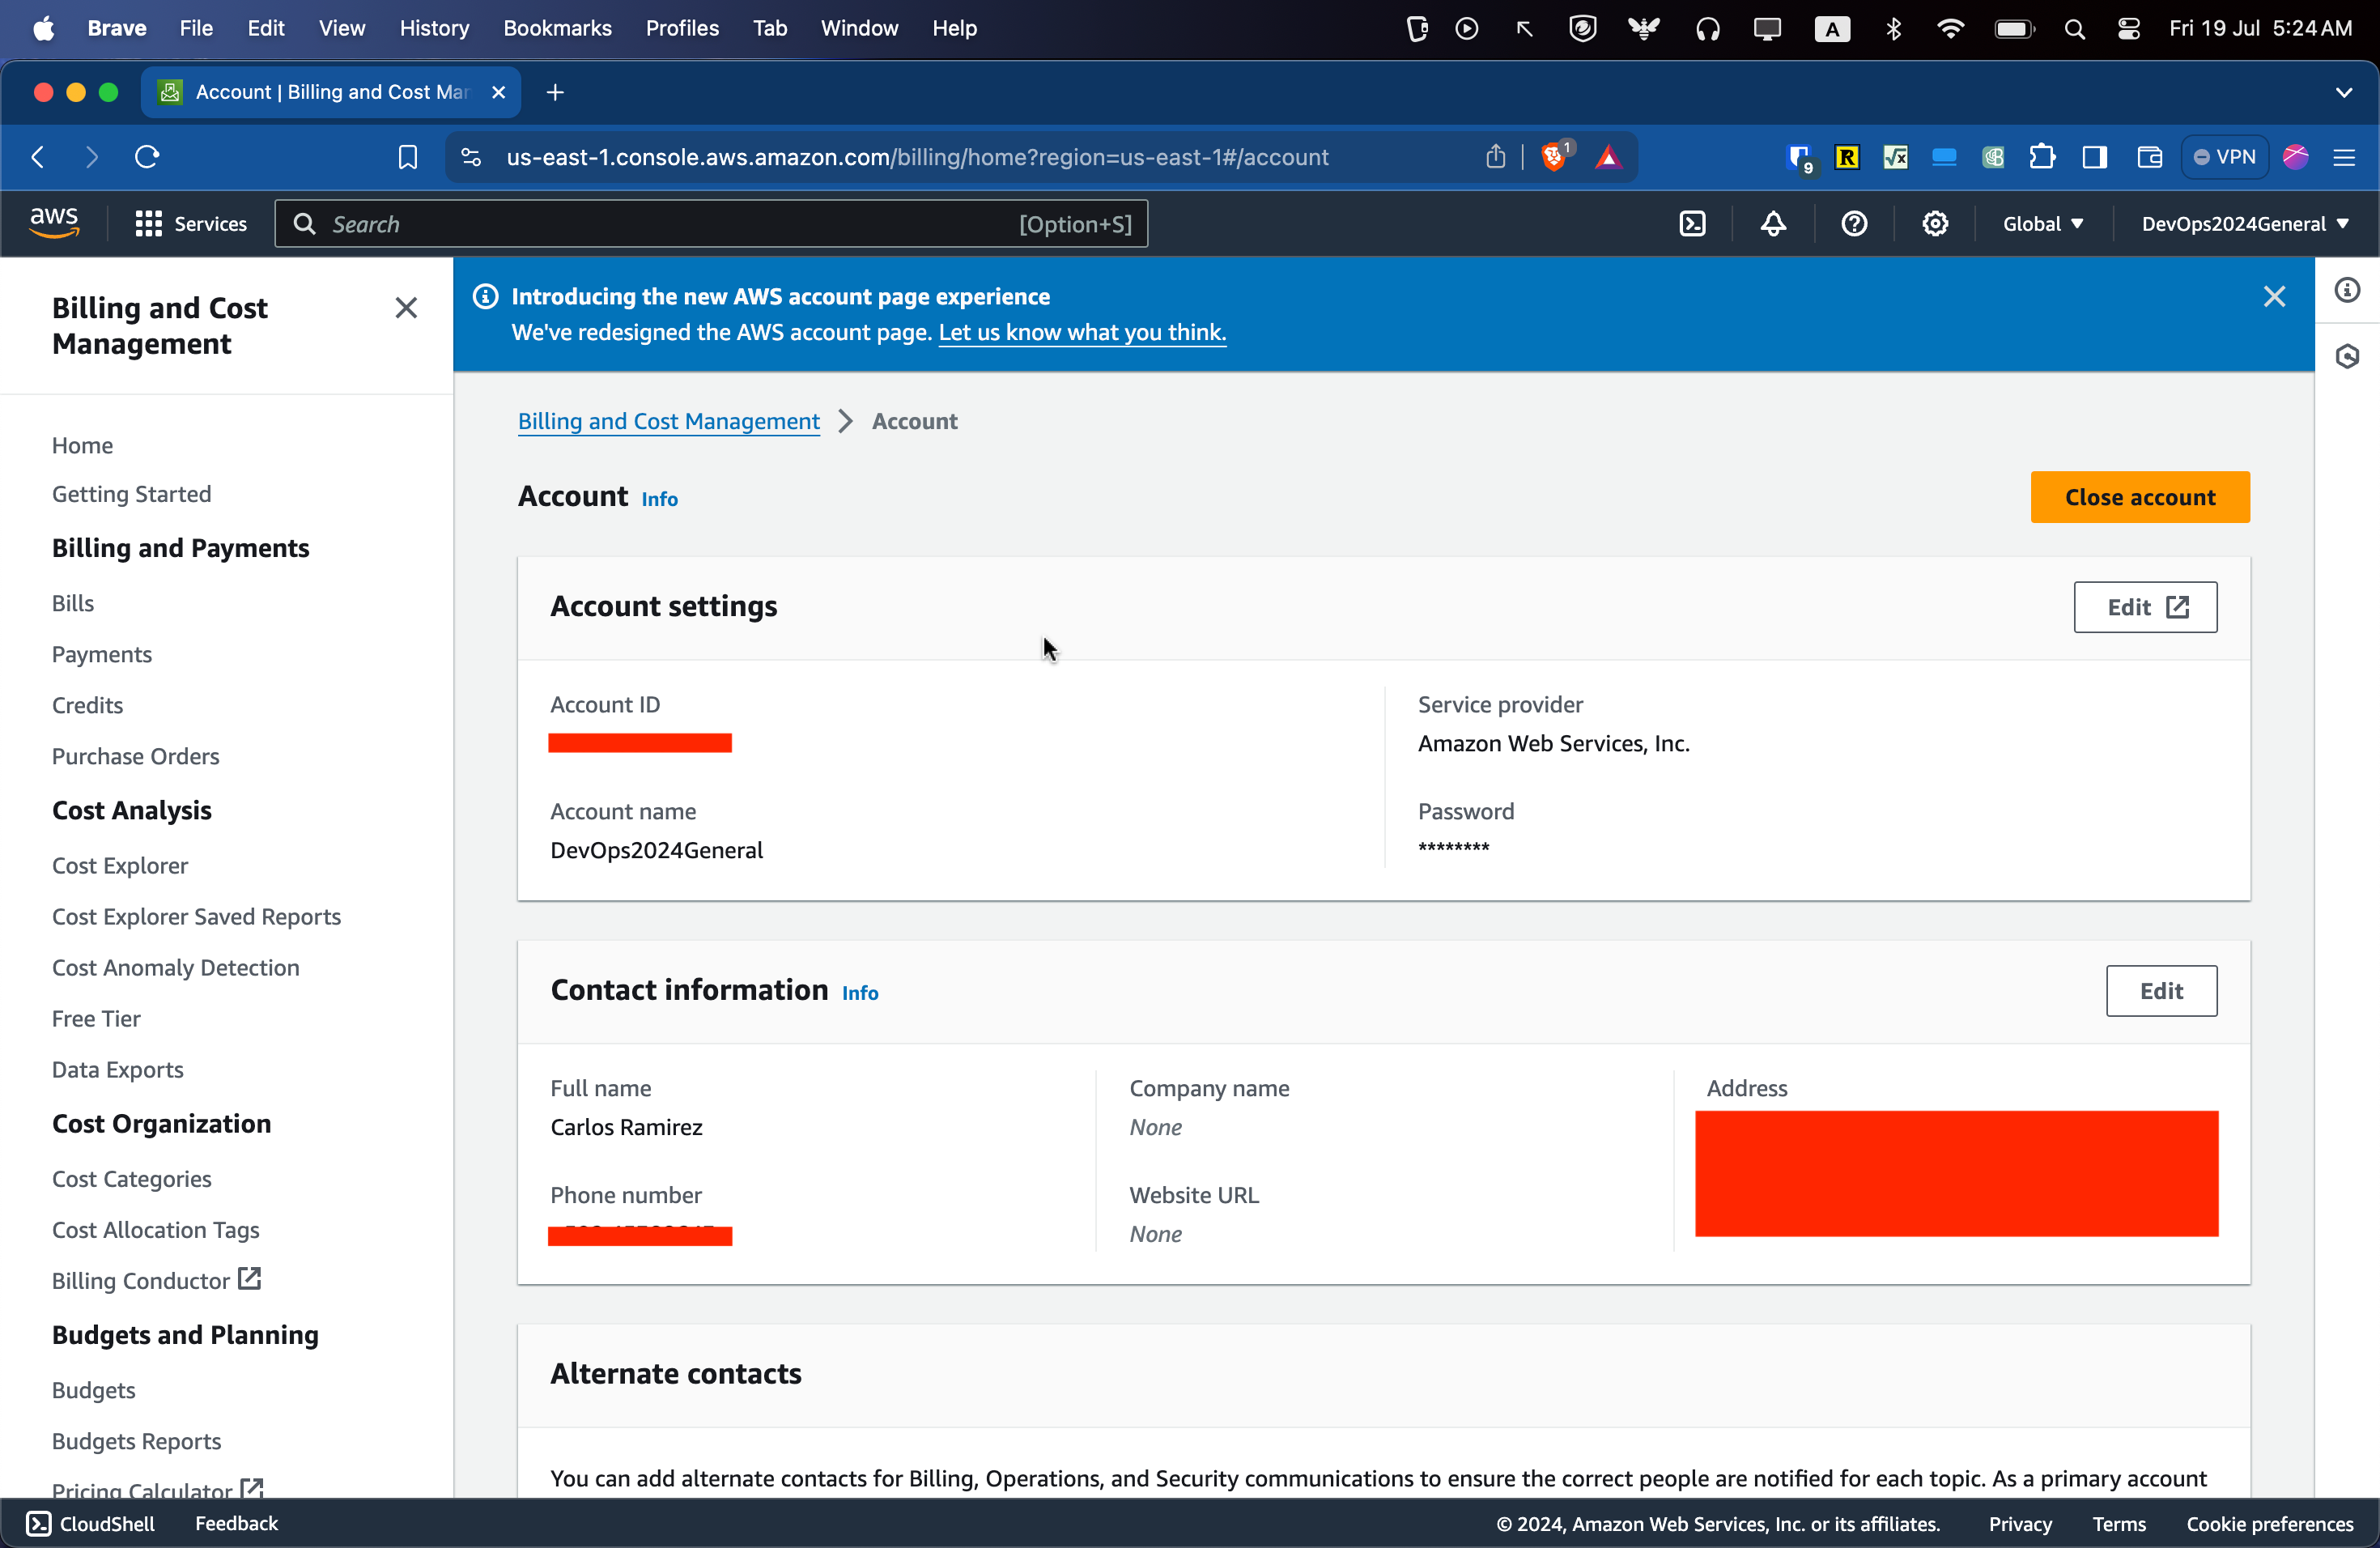 Brave File Edit View History Bookmarks Profiles Tab Window Help
A
Fri 19 Jul 5:24 AM
Account | Billing and Cost Mar
us-east-1.console.aws.amazon.com/billing/home?region=us-east-1#/account
1
9
R
√x
VPN
aws
Services
Search
[Option+S]
Global
DevOps2024General
Billing and Cost
Management
Home
Getting Started
Billing and Payments
Bills
Payments
Credits
Purchase Orders
Cost Analysis
Cost Explorer
Cost Explorer Saved Reports
Cost Anomaly Detection
Free Tier
Data Exports
Cost Organization
Cost Categories
Cost Allocation Tags
Billing Conductor
Budgets and Planning
Budgets
Budgets Reports
Pricing Calculator
Introducing the new AWS account page experience
We've redesigned the AWS account page. Let us know what you think.
Billing and Cost Management > Account
Account Info
Close account
Account settings
Edit
Account ID
Service provider
Amazon Web Services, Inc.
Account name
DevOps2024General
Password
********
Contact information Info
Edit
Full name
Carlos Ramirez
Company name
None
Address
Phone number
Website URL
None
Alternate contacts
You can add alternate contacts for Billing, Operations, and Security communications to ensure the correct people are notified for each topic. As a primary account
CloudShell
Feedback
© 2024, Amazon Web Services, Inc. or its affiliates.
Privacy
Terms
Cookie preferences